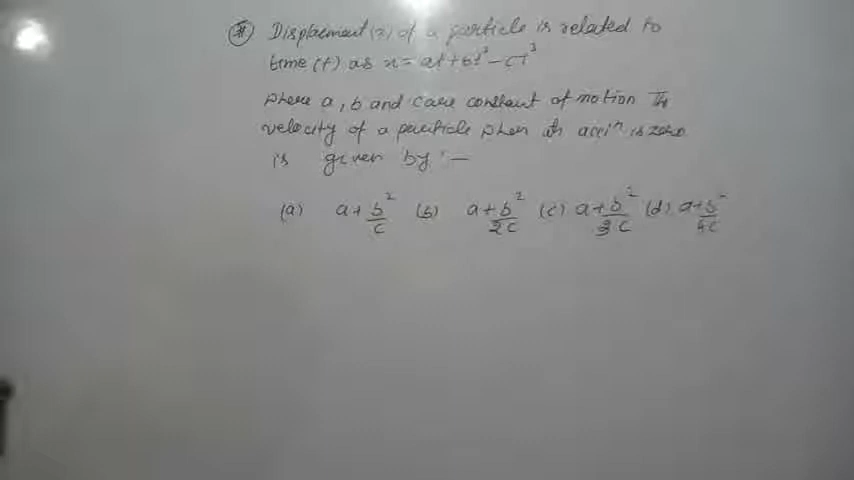 (#) Displacement (x) of a particle is related to
time (t) as x = at + bt² - ct³
where a, b and c are constant of motion The
velocity of a particle when its accⁿ is zero
is given by :-
(a) a + b²/c (b) a + b²/2c (c) a + b²/3c (d) a + b²/4c